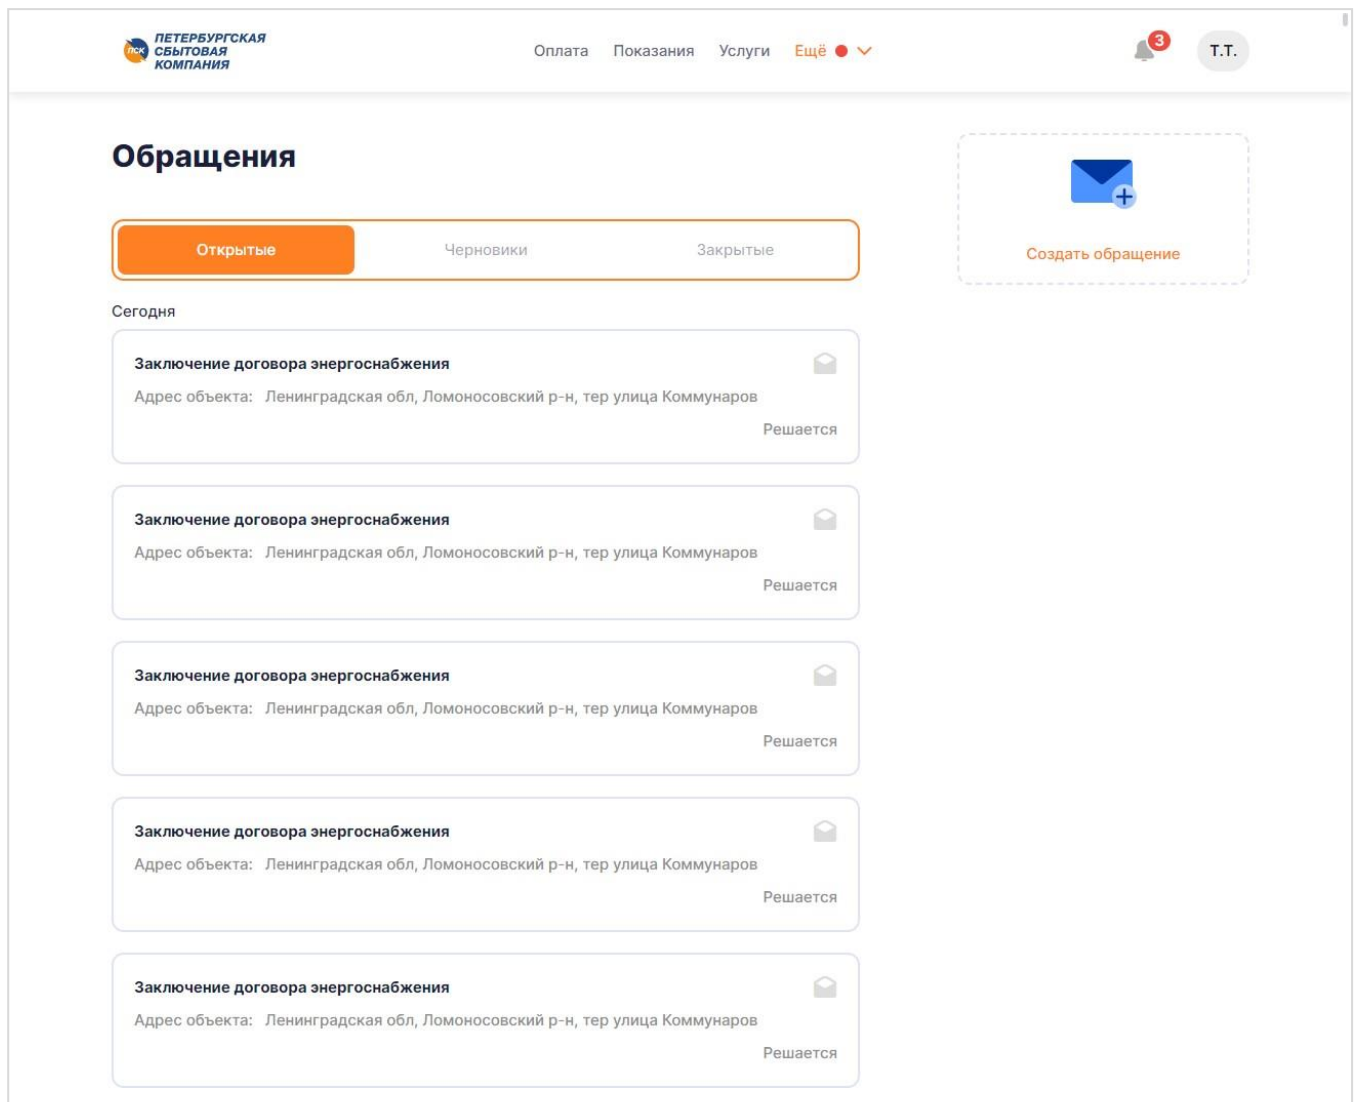 ПСК
ПЕТЕРБУРГСКАЯ
СБЫТОВАЯ
КОМПАНИЯ
Оплата Показания Услуги Ещё
3
Т.Т.
Обращения
Открытые Черновики Закрытые
Создать обращение
Сегодня
Заключение договора энергоснабжения
Адрес объекта: Ленинградская обл, Ломоносовский р-н, тер улица Коммунаров
Решается
Заключение договора энергоснабжения
Адрес объекта: Ленинградская обл, Ломоносовский р-н, тер улица Коммунаров
Решается
Заключение договора энергоснабжения
Адрес объекта: Ленинградская обл, Ломоносовский р-н, тер улица Коммунаров
Решается
Заключение договора энергоснабжения
Адрес объекта: Ленинградская обл, Ломоносовский р-н, тер улица Коммунаров
Решается
Заключение договора энергоснабжения
Адрес объекта: Ленинградская обл, Ломоносовский р-н, тер улица Коммунаров
Решается